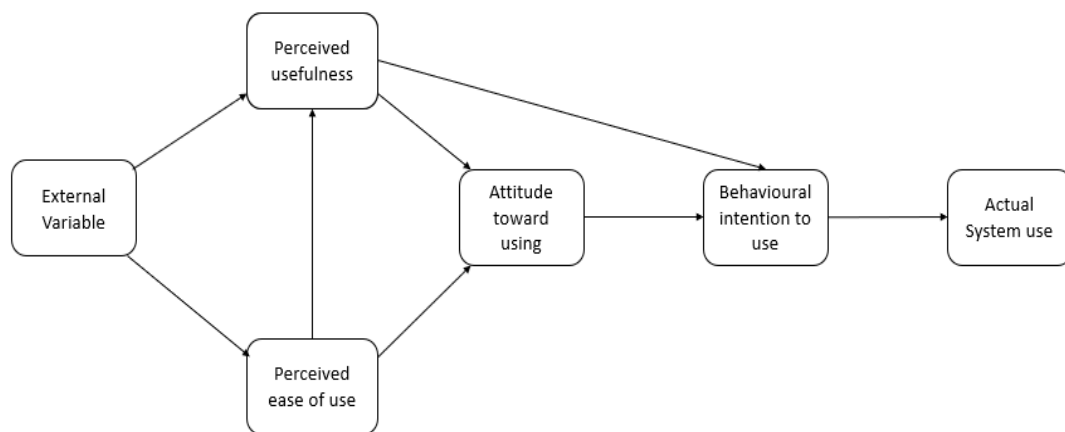 Perceived
usefulness
External
Variable
Attitude
toward
using
Behavioural
intention to
use
Actual
System use
Perceived
ease of use